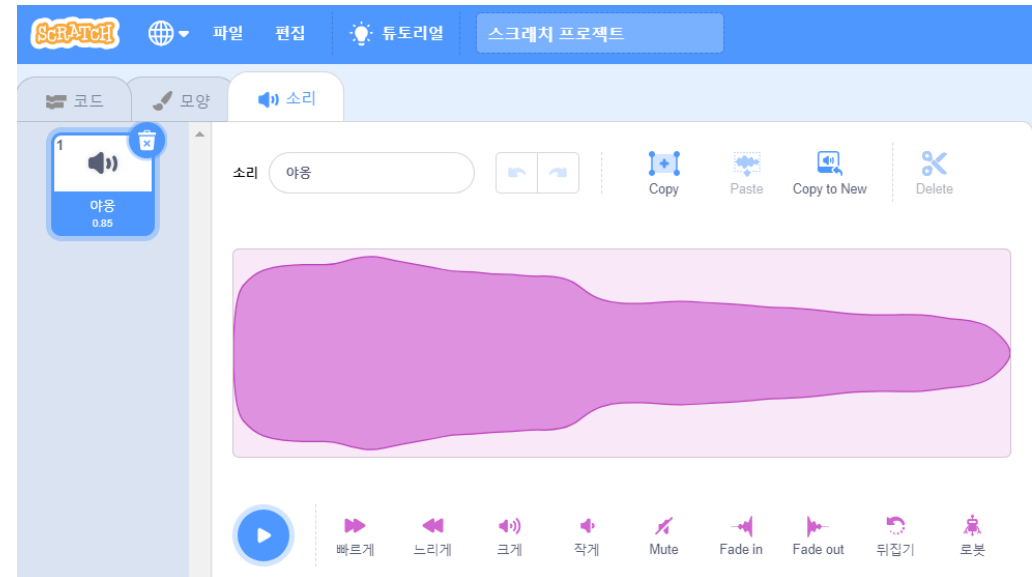 SCRATCH 파일 편집 튜토리얼 스크래치 프로젝트
코드 모양 소리
1
야옹
0.85
소리 야옹
Copy Paste Copy to New Delete
빠르게 느리게 크게 작게 Mute Fade in Fade out 뒤집기 로봇